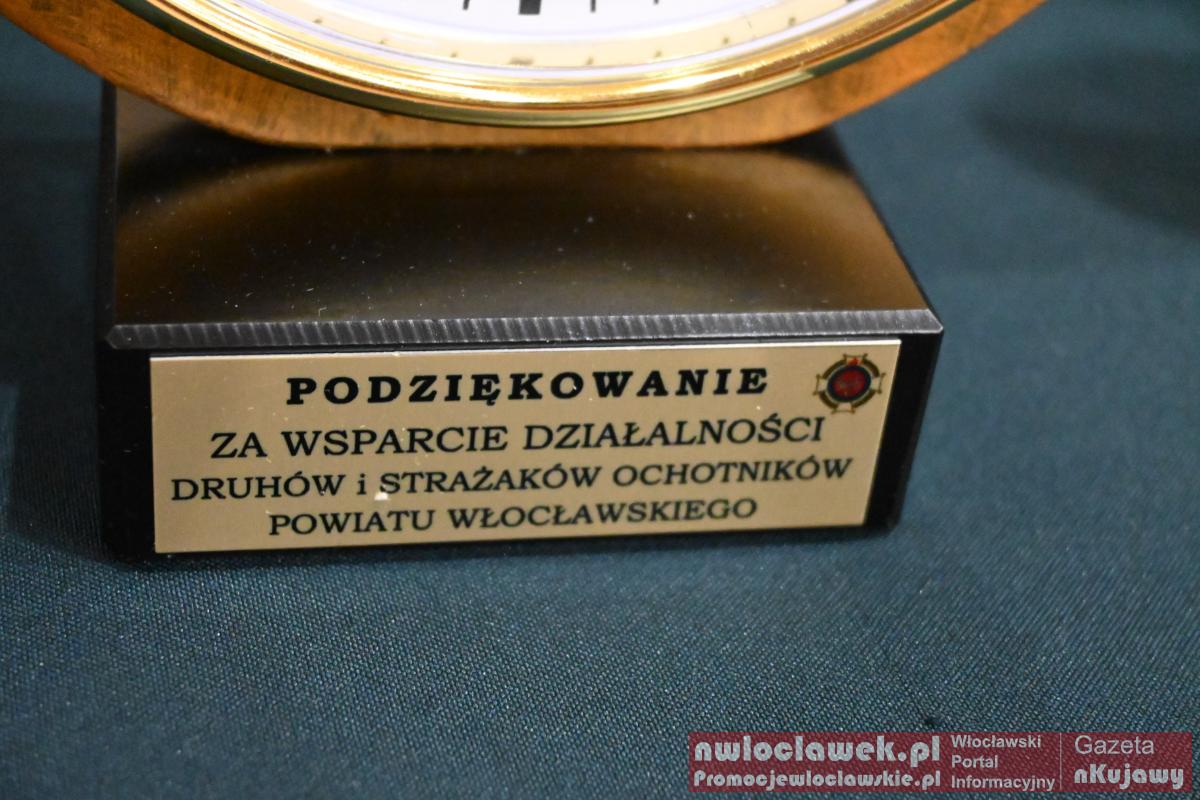 PODZIĘKOWANIE
ZA WSPARCIE DZIAŁALNOŚCI
DRUHÓW i STRAŻAKÓW OCHOTNIKÓW
POWIATU WŁOCŁAWSKIEGO
nwloclawek.pl
Promocjewloclawskie.pl
Włocławski
Portal
Informacyjny
Gazeta
nKujawy